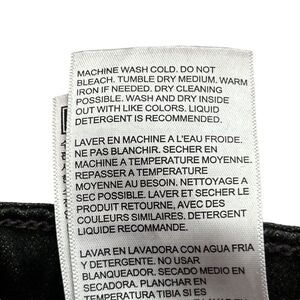 MACHINE WASH COLD. DO NOT
BLEACH. TUMBLE DRY MEDIUM. WARM
IRON IF NEEDED. DRY CLEANING
POSSIBLE. WASH AND DRY INSIDE
OUT WITH LIKE COLORS. LIQUID
DETERGENT IS RECOMMENDED.
LAVER EN MACHINE A L'EAU FROIDE.
NE PAS BLANCHIR. SECHER EN
MACHINE A TEMPERATURE MOYENNE.
REPASSER A TEMPERATURE
MOYENNE AU BESOIN. NETTOYAGE A
SEC POSSIBLE. LAVER ET SECHER LE
PRODUIT RETOURNE, AVEC DES
COULEURS SIMILAIRES. DETERGENT
LIQUIDE RECOMMANDE.
LAVAR EN LAVADORA CON AGUA FRIA
Y DETERGENTE. NO USAR
BLANQUEADOR. SECADO MEDIO EN
SECADORA. PLANCHAR A
TEMPERATURA TIBIA SI ES